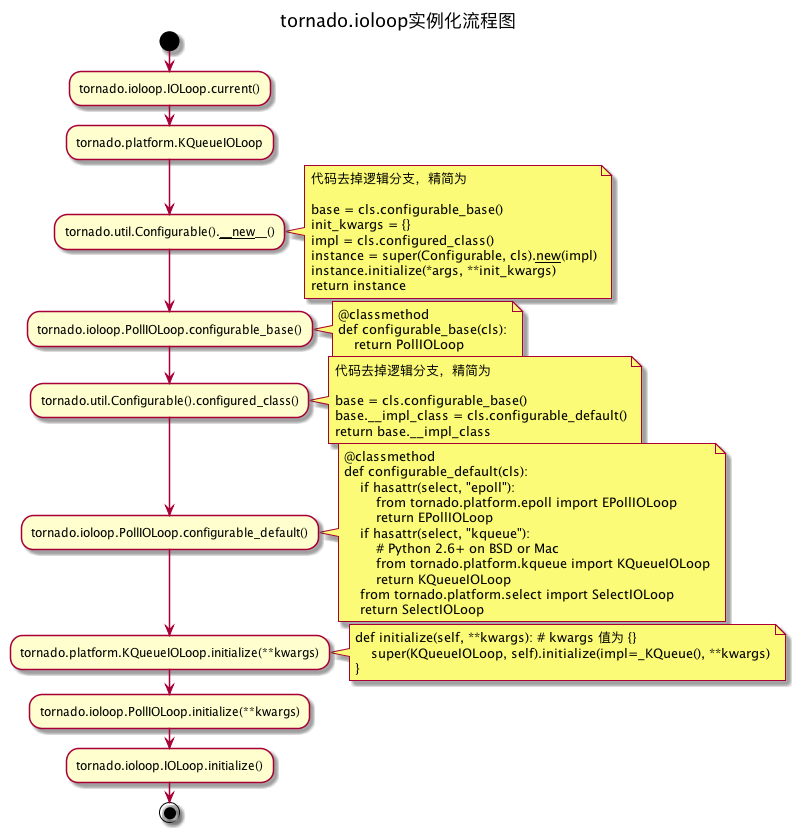 tornado.ioloop实例化流程图
tornado.ioloop.IOLoop.current()
tornado.platform.KQueueIOLoop
代码去掉逻辑分支，精简为
base = cls.configurable_base()
init_kwargs = {}
impl = cls.configured_class()
instance = super(Configurable, cls).new(impl)
instance.initialize(*args, **init_kwargs)
return instance
tornado.util.Configurable().__new__()
@classmethod
def configurable_base(cls):
    return PollIOLoop
tornado.ioloop.PollIOLoop.configurable_base()
代码去掉逻辑分支，精简为
base = cls.configurable_base()
base.__impl_class = cls.configurable_default()
return base.__impl_class
tornado.util.Configurable().configured_class()
@classmethod
def configurable_default(cls):
    if hasattr(select, "epoll"):
        from tornado.platform.epoll import EPollIOLoop
        return EPollIOLoop
    if hasattr(select, "kqueue"):
        # Python 2.6+ on BSD or Mac
        from tornado.platform.kqueue import KQueueIOLoop
        return KQueueIOLoop
    from tornado.platform.select import SelectIOLoop
    return SelectIOLoop
tornado.ioloop.PollIOLoop.configurable_default()
def initialize(self, **kwargs): # kwargs 值为 {}
    super(KQueueIOLoop, self).initialize(impl=_KQueue(), **kwargs)
}
tornado.platform.KQueueIOLoop.initialize(**kwargs)
tornado.ioloop.PollIOLoop.initialize(**kwargs)
tornado.ioloop.IOLoop.initialize()